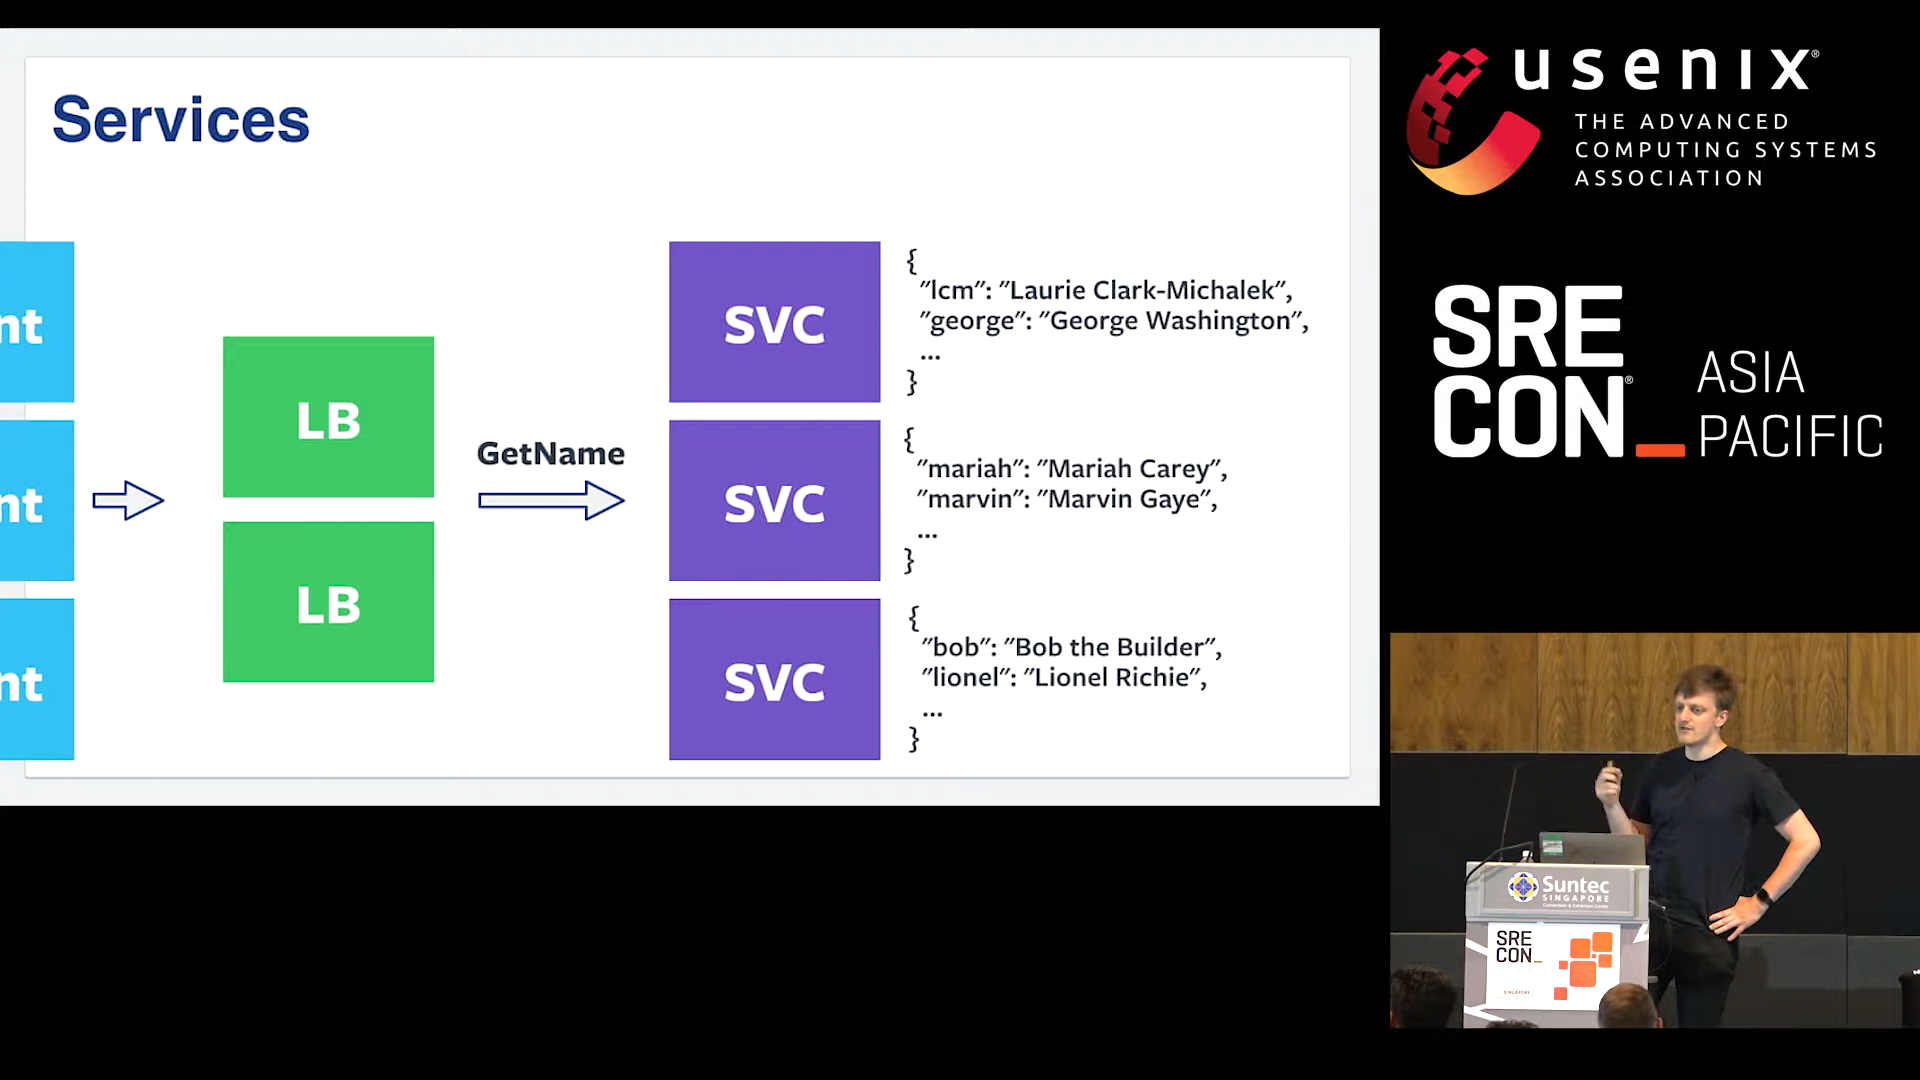 Services
nt
nt
nt
LB
LB
GetName
SVC
SVC
SVC
{
"lcm": "Laurie Clark-Michalek",
"george": "George Washington",
...
}
{
"mariah": "Mariah Carey",
"marvin": "Marvin Gaye",
...
}
{
"bob": "Bob the Builder",
"lionel": "Lionel Richie",
...
}
usenix®
THE ADVANCED
COMPUTING SYSTEMS
ASSOCIATION
SRE
CON®_
ASIA
PACIFIC
Suntec
SINGAPORE
SRE
CON_
SINGAPORE